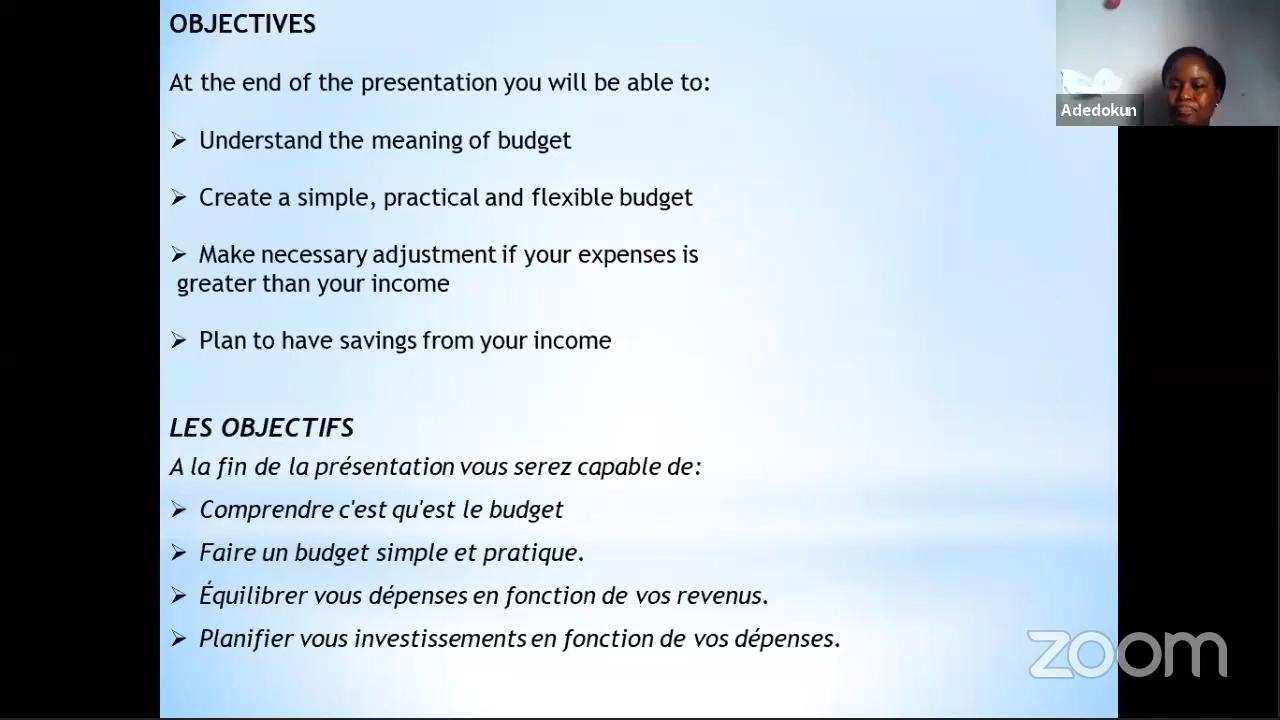 OBJECTIVES
At the end of the presentation you will be able to:
Understand the meaning of budget
Create a simple, practical and flexible budget
Make necessary adjustment if your expenses is
greater than your income
Plan to have savings from your income
LES OBJECTIFS
A la fin de la présentation vous serez capable de:
Comprendre c'est qu'est le budget
Faire un budget simple et pratique.
Équilibrer vous dépenses en fonction de vos revenus.
Planifier vous investissements en fonction de vos dépenses.
Adedokun
zoom